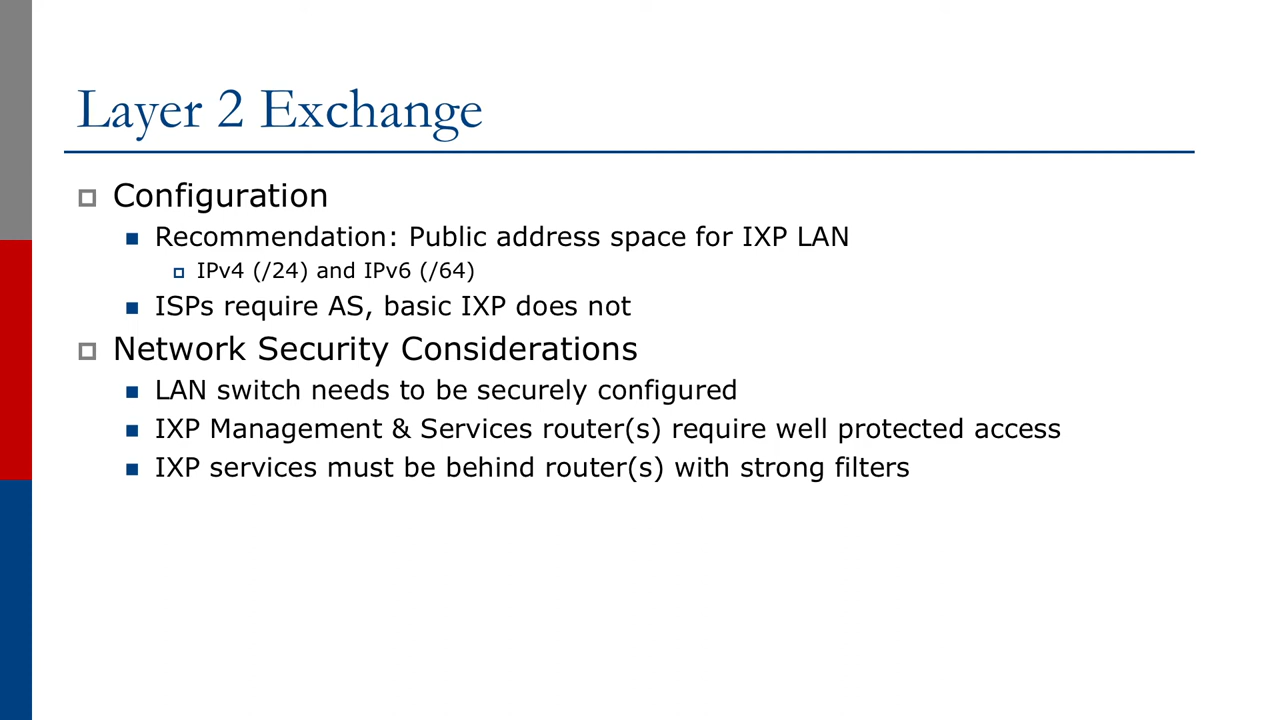 Layer 2 Exchange
Configuration
Recommendation: Public address space for IXP LAN
IPv4 (/24) and IPv6 (/64)
ISPs require AS, basic IXP does not
Network Security Considerations
LAN switch needs to be securely configured
IXP Management & Services router(s) require well protected access
IXP services must be behind router(s) with strong filters